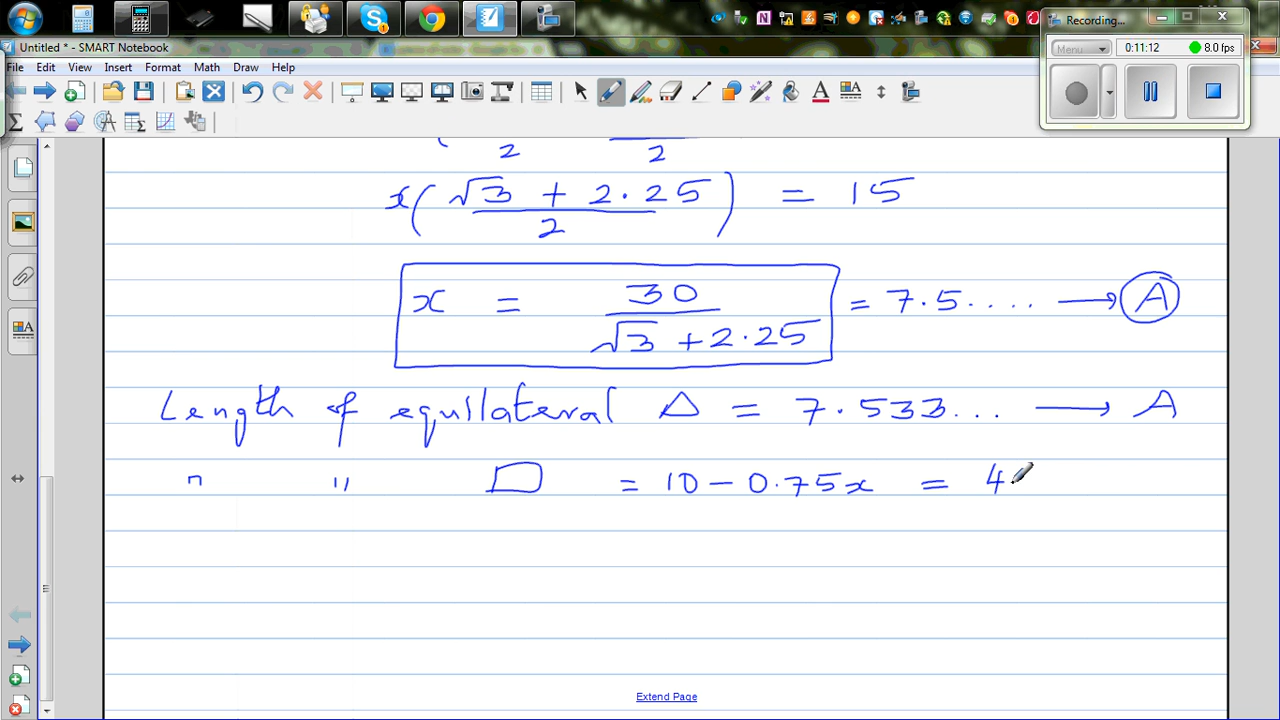 Recording...
Untitled * - SMART Notebook
Menu 0:11:12 8.0 fps
File Edit View Insert Format Math Draw Help
2 2
x( √3 + 2.25 / 2 ) = 15
x = 30 / √3 + 2.25 = 7.5.... → A
Length of equilateral △ = 7.533... → A
" " □ = 10 - 0.75x = 4
Extend Page